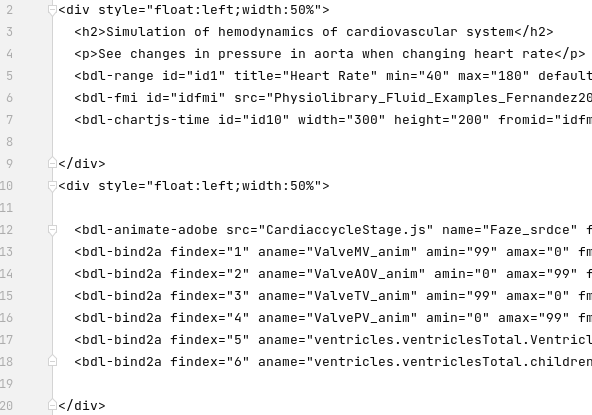 2 <div style="float:left;width:50%">
3 <h2>Simulation of hemodynamics of cardiovascular system</h2>
4 <p>See changes in pressure in aorta when changing heart rate</p>
5 <bdl-range id="id1" title="Heart Rate" min="40" max="180" default
6 <bdl-fmi id="idfmi" src="Physiolibrary_Fluid_Examples_Fernandez20
7 <bdl-chartjs-time id="id10" width="300" height="200" fromid="idfm
8
9 </div>
10 <div style="float:left;width:50%">
11
12 <bdl-animate-adobe src="CardiaccycleStage.js" name="Faze_srdce" f
13 <bdl-bind2a findex="1" aname="ValveMV_anim" amin="99" amax="0" fm
14 <bdl-bind2a findex="2" aname="ValveAOV_anim" amin="0" amax="99" f
15 <bdl-bind2a findex="3" aname="ValveTV_anim" amin="99" amax="0" fm
16 <bdl-bind2a findex="4" aname="ValvePV_anim" amin="0" amax="99" fm
17 <bdl-bind2a findex="5" aname="ventricles.ventriclesTotal.Ventricl
18 <bdl-bind2a findex="6" aname="ventricles.ventriclesTotal.children
19
20 </div>